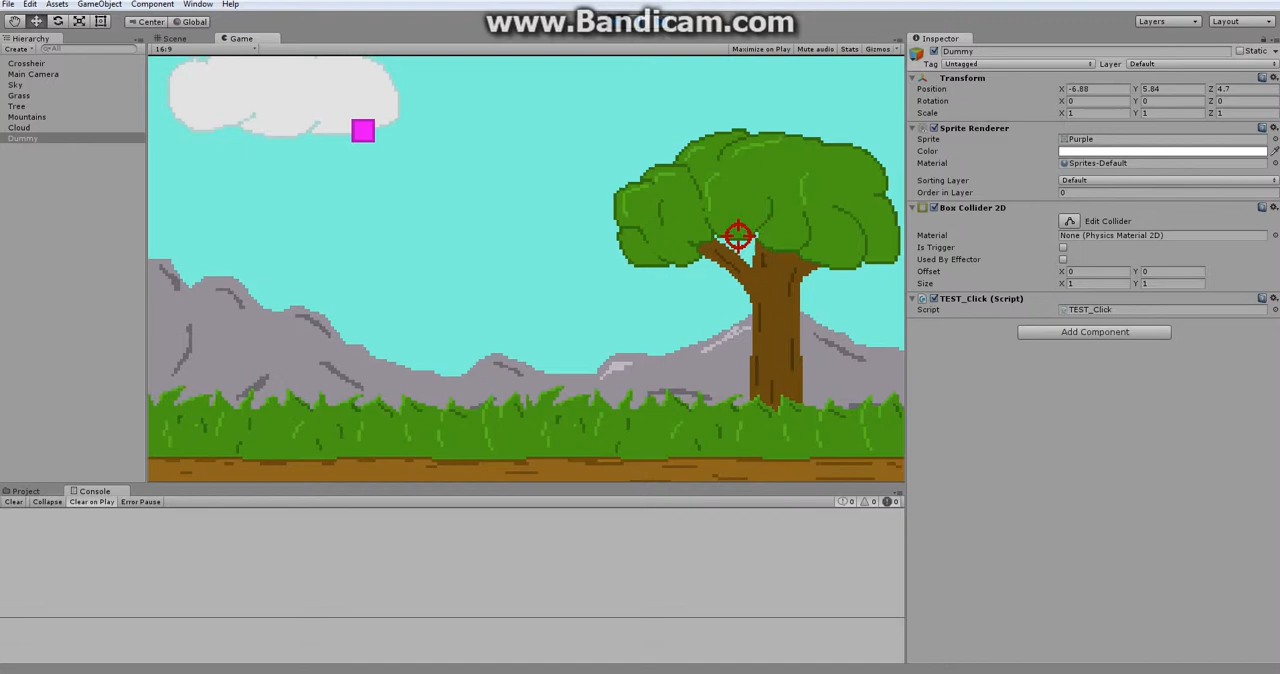 www.Bandicam.com
File Edit Assets GameObject Component Window Help
Center Global Layers Layout
Hierarchy Scene Game Inspector
Create All 16:9 Maximize on Play Mute audio Stats Gizmos Dummy Static
Crossheir Tag Untagged Layer Default
Main Camera Transform
Sky Position X -6.88 Y 5.84 Z 4.7
Grass Rotation X 0 Y 0 Z 0
Tree Scale X 1 Y 1 Z 1
Mountains
Cloud Sprite Renderer
Dummy Sprite Purple
Color
Material Sprites-Default
Sorting Layer Default
Order in Layer 0
Box Collider 2D
Edit Collider
Material None (Physics Material 2D)
Is Trigger
Used By Effector
Offset X 0 Y 0
Size X 1 Y 1
TEST_Click (Script)
Script TEST_Click
Add Component
Project Console
Clear Collapse Clear on Play Error Pause 0 0 0